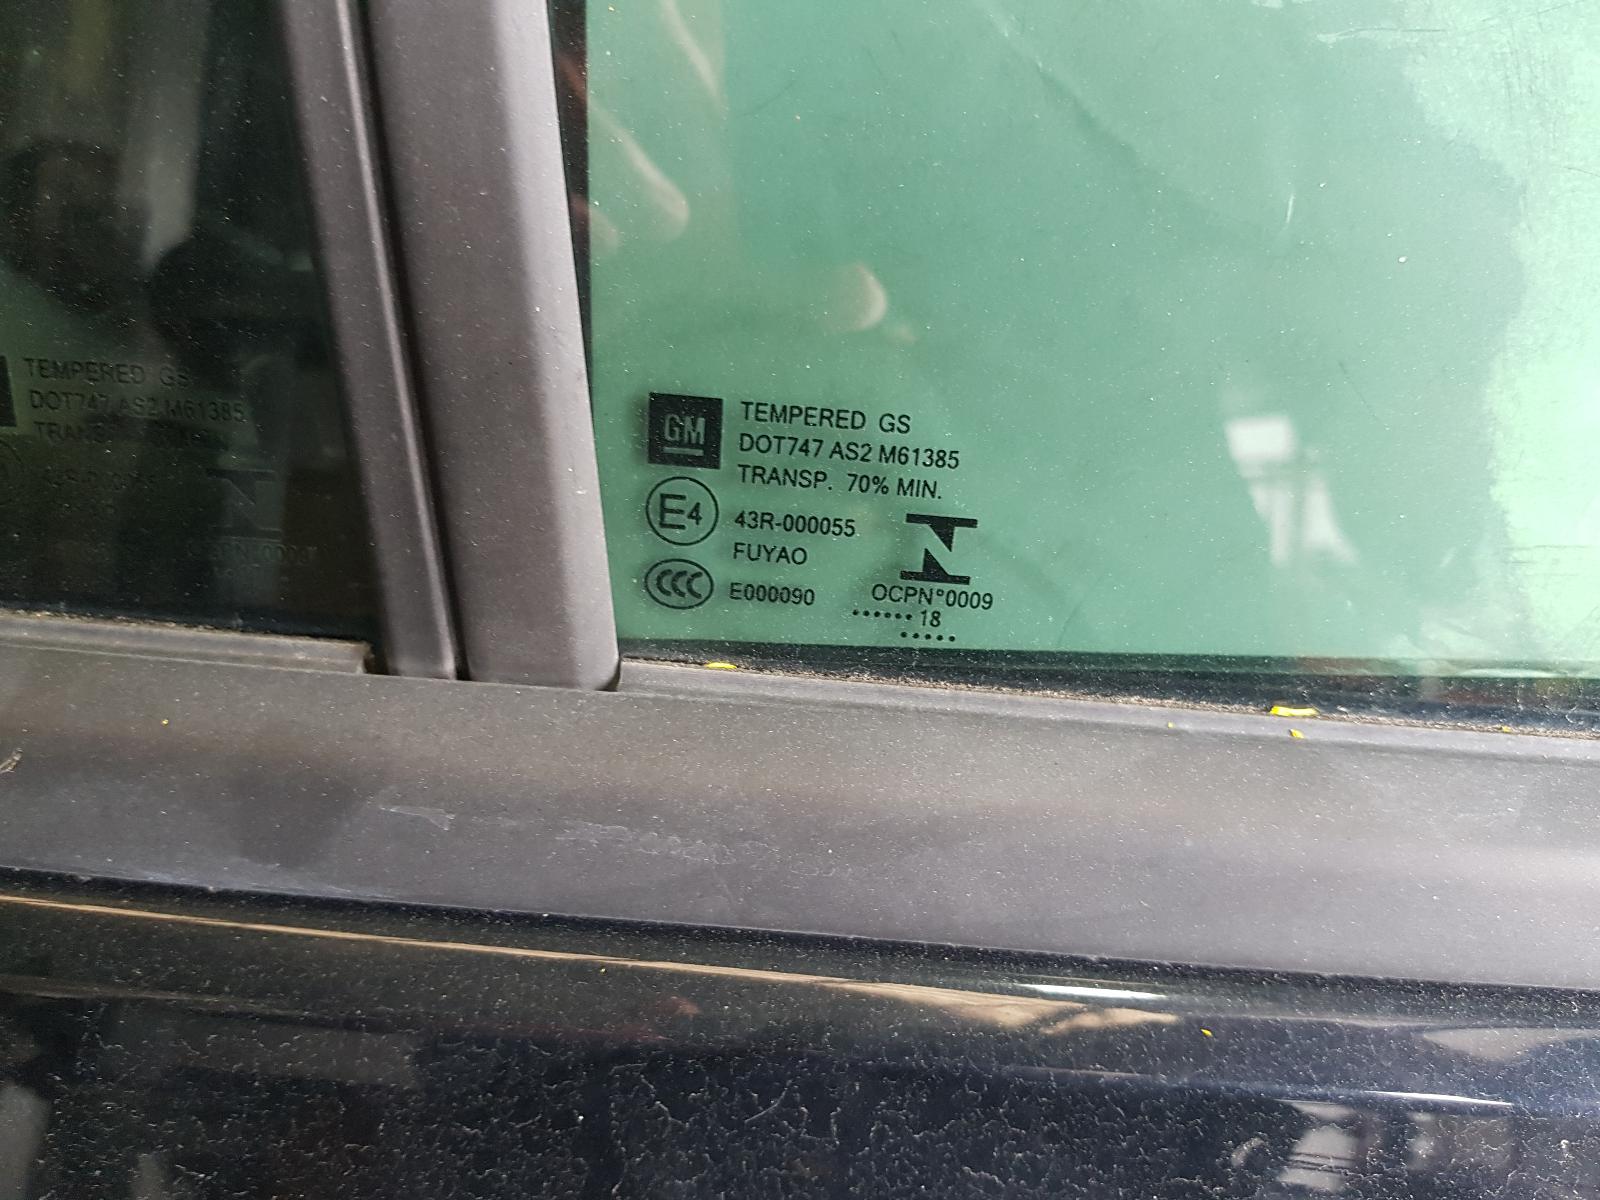 TEMPERED GS
DOT747 AS2 M61385
GM
TEMPERED GS
DOT747 AS2 M61385
TRANSP. 70% MIN.
E4
43R-000055
FUYAO
CCC
E000090
OCPN°0009
•••••• 18
•••••